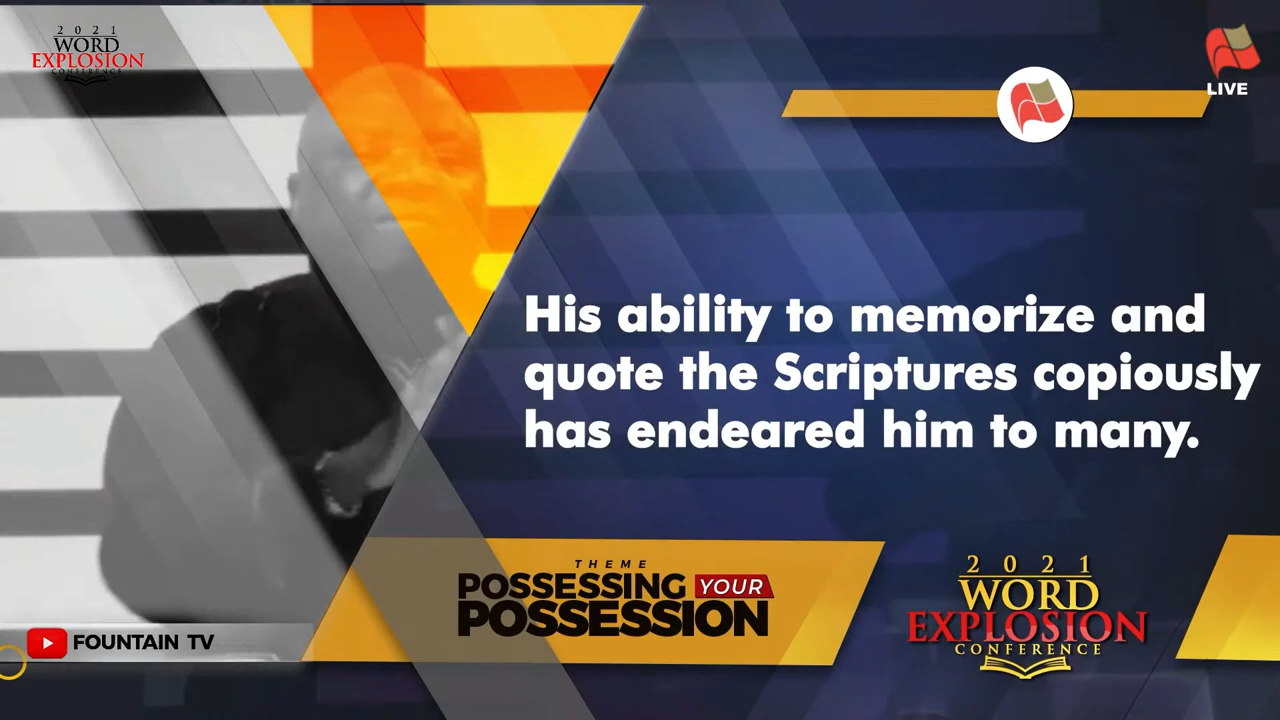 2021
WORD
EXPLOSION
CONFERENCE
LIVE
His ability to memorize and
quote the Scriptures copiously
has endeared him to many.
THEME
POSSESSING YOUR
POSSESSION
2021
WORD
EXPLOSION
CONFERENCE
FOUNTAIN TV